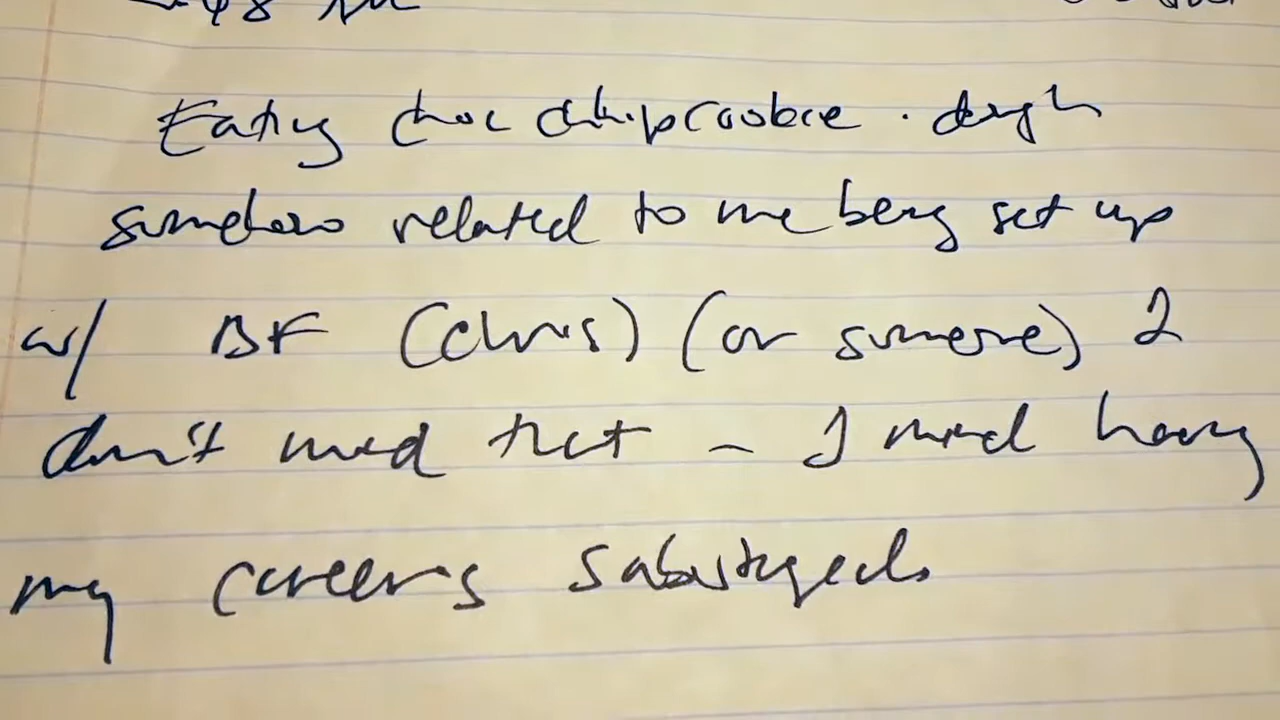 Eating choc chip cookie dough
somehow related to me being set up
w/ BF (Chris) (or someone) I
don't mind that - I mind having
my careers sabotaged.